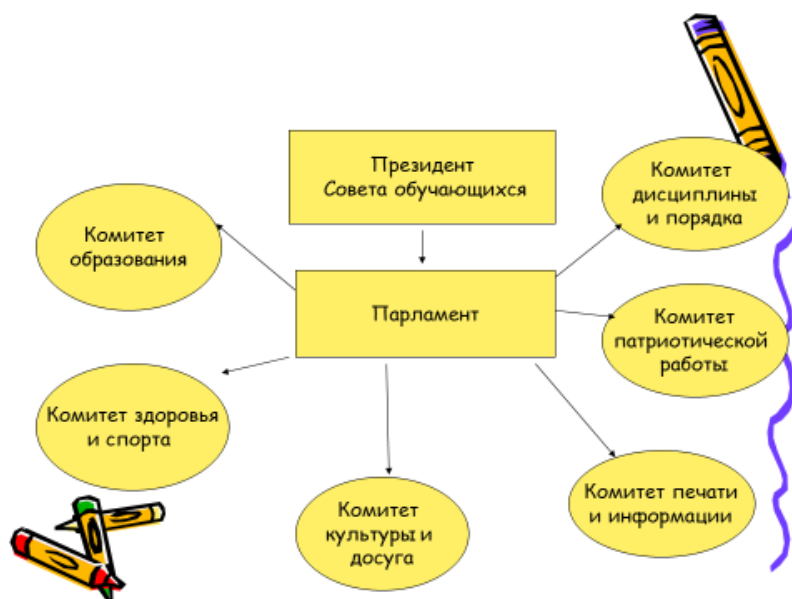 Президент
Совета обучающихся
Комитет
дисциплины
и порядка
Комитет
образования
Парламент
Комитет
патриотической
работы
Комитет здоровья
и спорта
Комитет печати
и информации
Комитет
культуры и
досуга